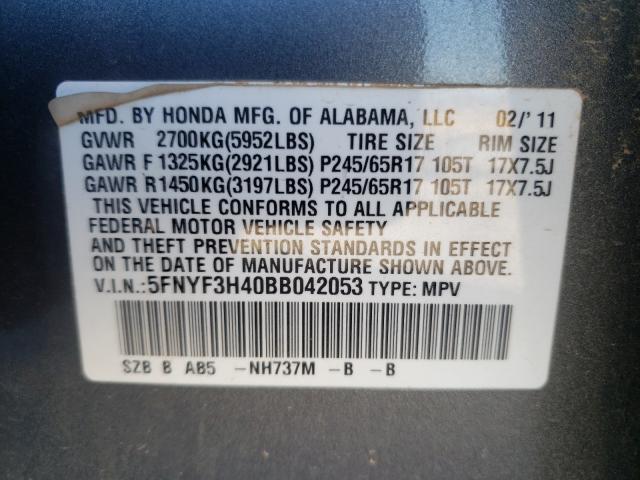 MFD. BY HONDA MFG. OF ALABAMA, LLC 02/'11
GVWR 2700KG(5952LBS) TIRE SIZE RIM SIZE
GAWR F 1325KG(2921LBS) P245/65R17 105T 17X7.5J
GAWR R1450KG(3197LBS) P245/65R17 105T 17X7.5J
THIS VEHICLE CONFORMS TO ALL APPLICABLE
FEDERAL MOTOR VEHICLE SAFETY
AND THEFT PREVENTION STANDARDS IN EFFECT
ON THE DATE OF MANUFACTURE SHOWN ABOVE.
V.I.N.:5FNYF3H40BB042053 TYPE: MPV
SZB B AB5 -NH737M -B -B